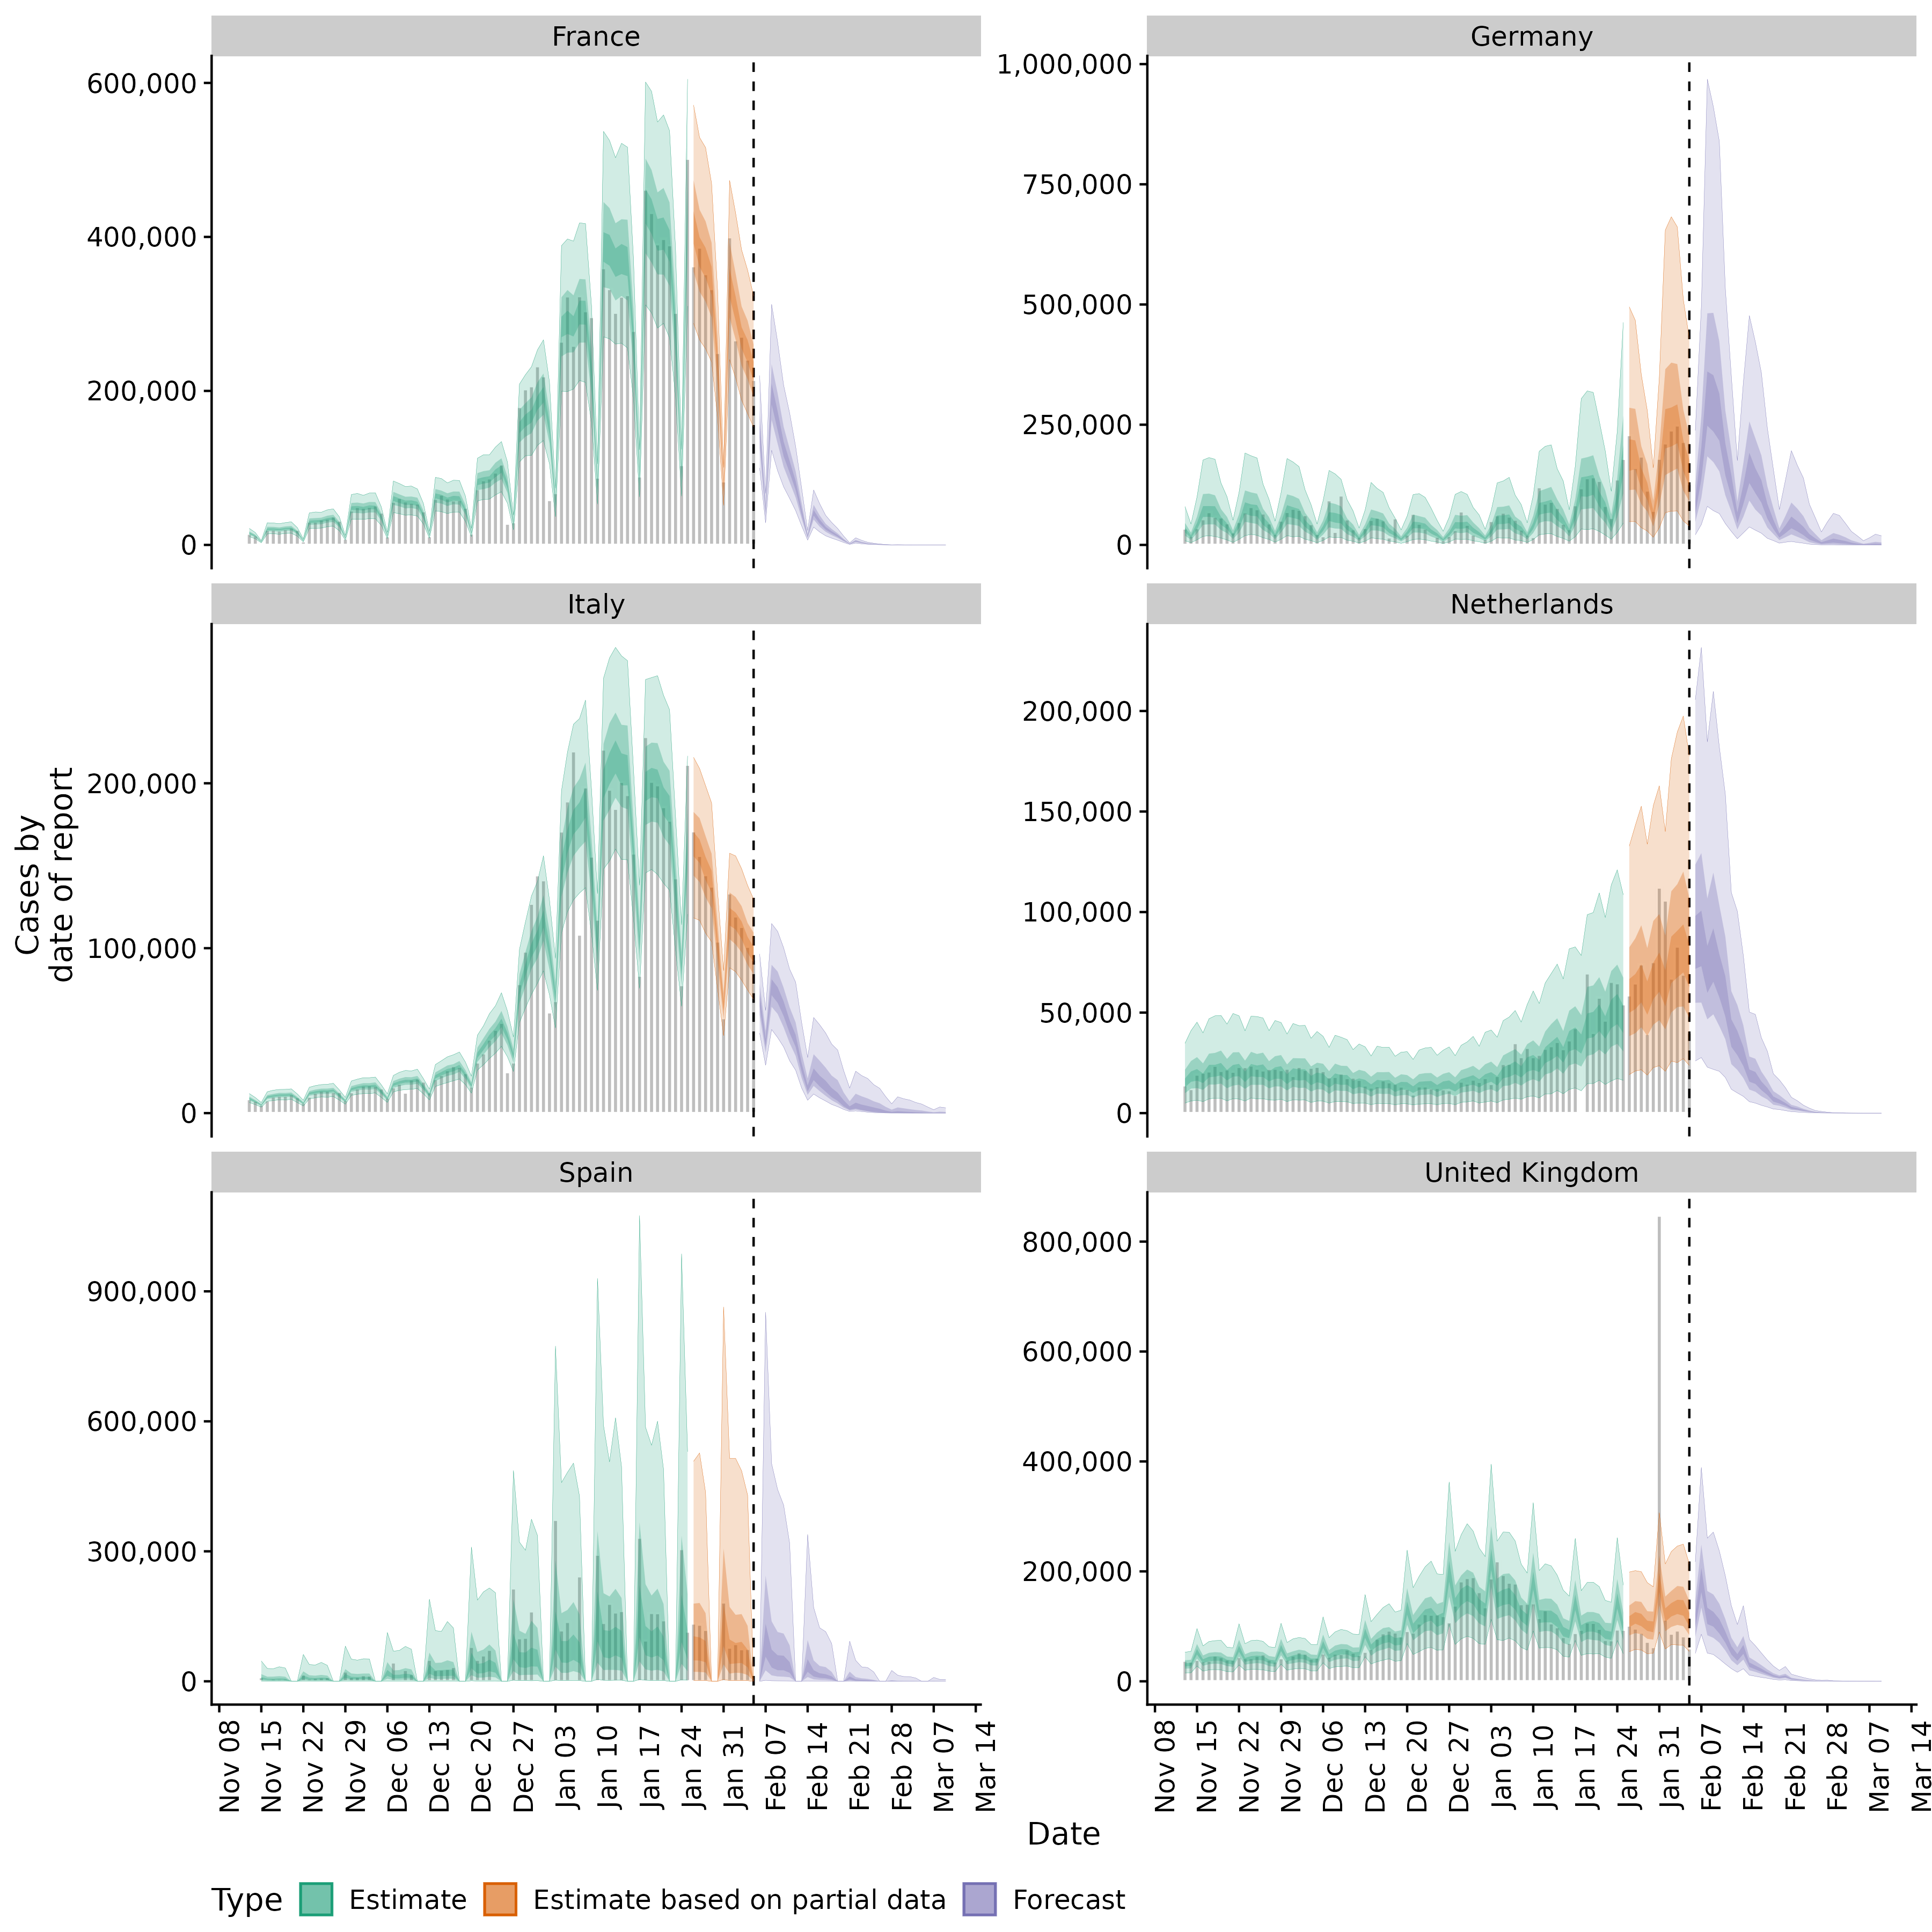 France
Germany
600,000
400,000
200,000
0
1,000,000
750,000
500,000
250,000
0
Italy
Netherlands
200,000
100,000
0
200,000
150,000
100,000
50,000
0
Cases by
date of report
Spain
United Kingdom
900,000
600,000
300,000
0
800,000
600,000
400,000
200,000
0
Nov 08
Nov 15
Nov 22
Nov 29
Dec 06
Dec 13
Dec 20
Dec 27
Jan 03
Jan 10
Jan 17
Jan 24
Jan 31
Feb 07
Feb 14
Feb 21
Feb 28
Mar 07
Mar 14
Nov 08
Nov 15
Nov 22
Nov 29
Dec 06
Dec 13
Dec 20
Dec 27
Jan 03
Jan 10
Jan 17
Jan 24
Jan 31
Feb 07
Feb 14
Feb 21
Feb 28
Mar 07
Mar 14
Date
Type Estimate Estimate based on partial data Forecast